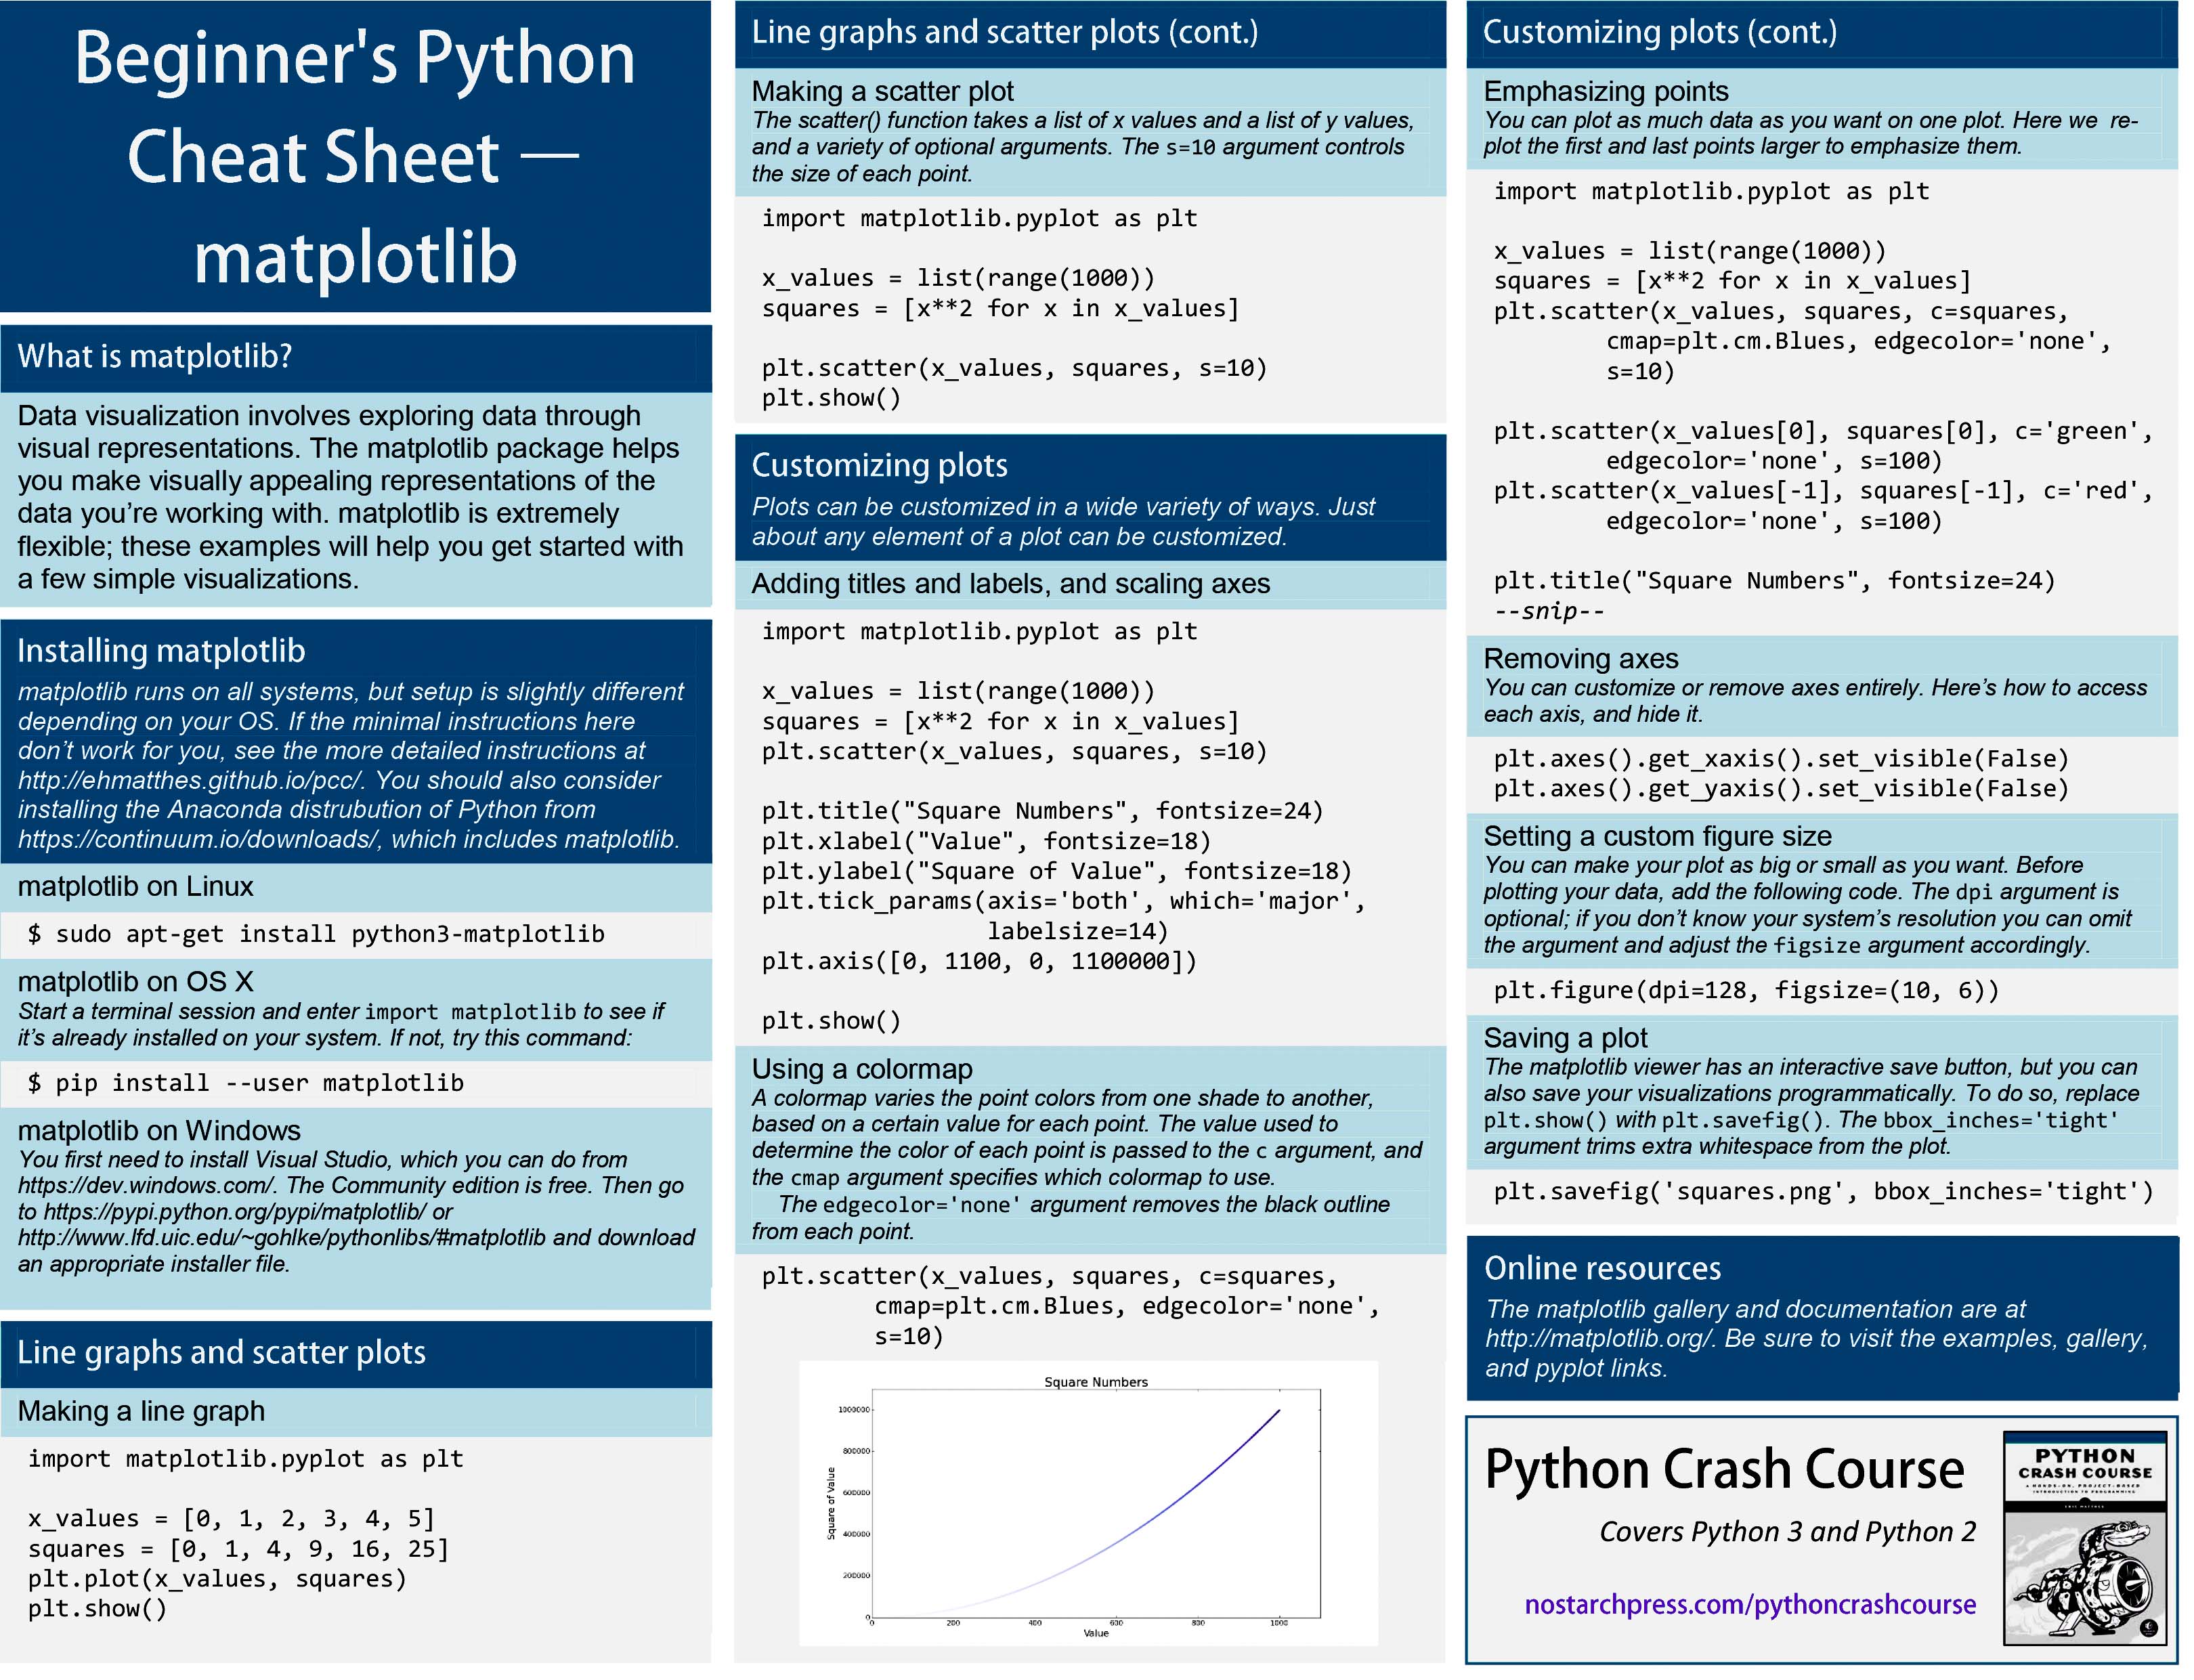 Beginner's Python
Cheat Sheet —
matplotlib
What is matplotlib?
Data visualization involves exploring data through
visual representations. The matplotlib package helps
you make visually appealing representations of the
data you’re working with. matplotlib is extremely
flexible; these examples will help you get started with
a few simple visualizations.
Installing matplotlib
matplotlib runs on all systems, but setup is slightly different
depending on your OS. If the minimal instructions here
don’t work for you, see the more detailed instructions at
http://ehmatthes.github.io/pcc/. You should also consider
installing the Anaconda distrubution of Python from
https://continuum.io/downloads/, which includes matplotlib.
matplotlib on Linux
$ sudo apt-get install python3-matplotlib
matplotlib on OS X
Start a terminal session and enter import matplotlib to see if
it’s already installed on your system. If not, try this command:
$ pip install --user matplotlib
matplotlib on Windows
You first need to install Visual Studio, which you can do from
https://dev.windows.com/. The Community edition is free. Then go
to https://pypi.python.org/pypi/matplotlib/ or
http://www.lfd.uic.edu/~gohlke/pythonlibs/#matplotlib and download
an appropriate installer file.
Line graphs and scatter plots
Making a line graph
import matplotlib.pyplot as plt
x_values = [0, 1, 2, 3, 4, 5]
squares = [0, 1, 4, 9, 16, 25]
plt.plot(x_values, squares)
plt.show()
Line graphs and scatter plots (cont.)
Making a scatter plot
The scatter() function takes a list of x values and a list of y values,
and a variety of optional arguments. The s=10 argument controls
the size of each point.
import matplotlib.pyplot as plt
x_values = list(range(1000))
squares = [x**2 for x in x_values]
plt.scatter(x_values, squares, s=10)
plt.show()
Customizing plots
Plots can be customized in a wide variety of ways. Just
about any element of a plot can be customized.
Adding titles and labels, and scaling axes
import matplotlib.pyplot as plt
x_values = list(range(1000))
squares = [x**2 for x in x_values]
plt.scatter(x_values, squares, s=10)
plt.title("Square Numbers", fontsize=24)
plt.xlabel("Value", fontsize=18)
plt.ylabel("Square of Value", fontsize=18)
plt.tick_params(axis='both', which='major',
labelsize=14)
plt.axis([0, 1100, 0, 1100000])
plt.show()
Using a colormap
A colormap varies the point colors from one shade to another,
based on a certain value for each point. The value used to
determine the color of each point is passed to the c argument, and
the cmap argument specifies which colormap to use.
The edgecolor='none' argument removes the black outline
from each point.
plt.scatter(x_values, squares, c=squares,
cmap=plt.cm.Blues, edgecolor='none',
s=10)
Square Numbers
1000000
800000
600000
400000
200000
0
Square of Value
0 200 400 600 800 1000
Value
Customizing plots (cont.)
Emphasizing points
You can plot as much data as you want on one plot. Here we re-
plot the first and last points larger to emphasize them.
import matplotlib.pyplot as plt
x_values = list(range(1000))
squares = [x**2 for x in x_values]
plt.scatter(x_values, squares, c=squares,
cmap=plt.cm.Blues, edgecolor='none',
s=10)
plt.scatter(x_values[0], squares[0], c='green',
edgecolor='none', s=100)
plt.scatter(x_values[-1], squares[-1], c='red',
edgecolor='none', s=100)
plt.title("Square Numbers", fontsize=24)
--snip--
Removing axes
You can customize or remove axes entirely. Here’s how to access
each axis, and hide it.
plt.axes().get_xaxis().set_visible(False)
plt.axes().get_yaxis().set_visible(False)
Setting a custom figure size
You can make your plot as big or small as you want. Before
plotting your data, add the following code. The dpi argument is
optional; if you don’t know your system’s resolution you can omit
the argument and adjust the figsize argument accordingly.
plt.figure(dpi=128, figsize=(10, 6))
Saving a plot
The matplotlib viewer has an interactive save button, but you can
also save your visualizations programmatically. To do so, replace
plt.show() with plt.savefig(). The bbox_inches='tight'
argument trims extra whitespace from the plot.
plt.savefig('squares.png', bbox_inches='tight')
Online resources
The matplotlib gallery and documentation are at
http://matplotlib.org/. Be sure to visit the examples, gallery,
and pyplot links.
Python Crash Course
Covers Python 3 and Python 2
nostarchpress.com/pythoncrashcourse
PYTHON
CRASH COURSE
A HANDS-ON, PROJECT-BASED
INTRODUCTION TO PROGRAMMING
ERIC MATTHES